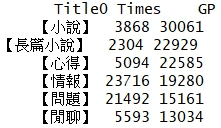 Title0 Times GP
【小說】 3868 30061
【長篇小說】 2304 22929
【心得】 5094 22585
【情報】 23716 19280
【問題】 21492 15161
【閒聊】 5593 13034